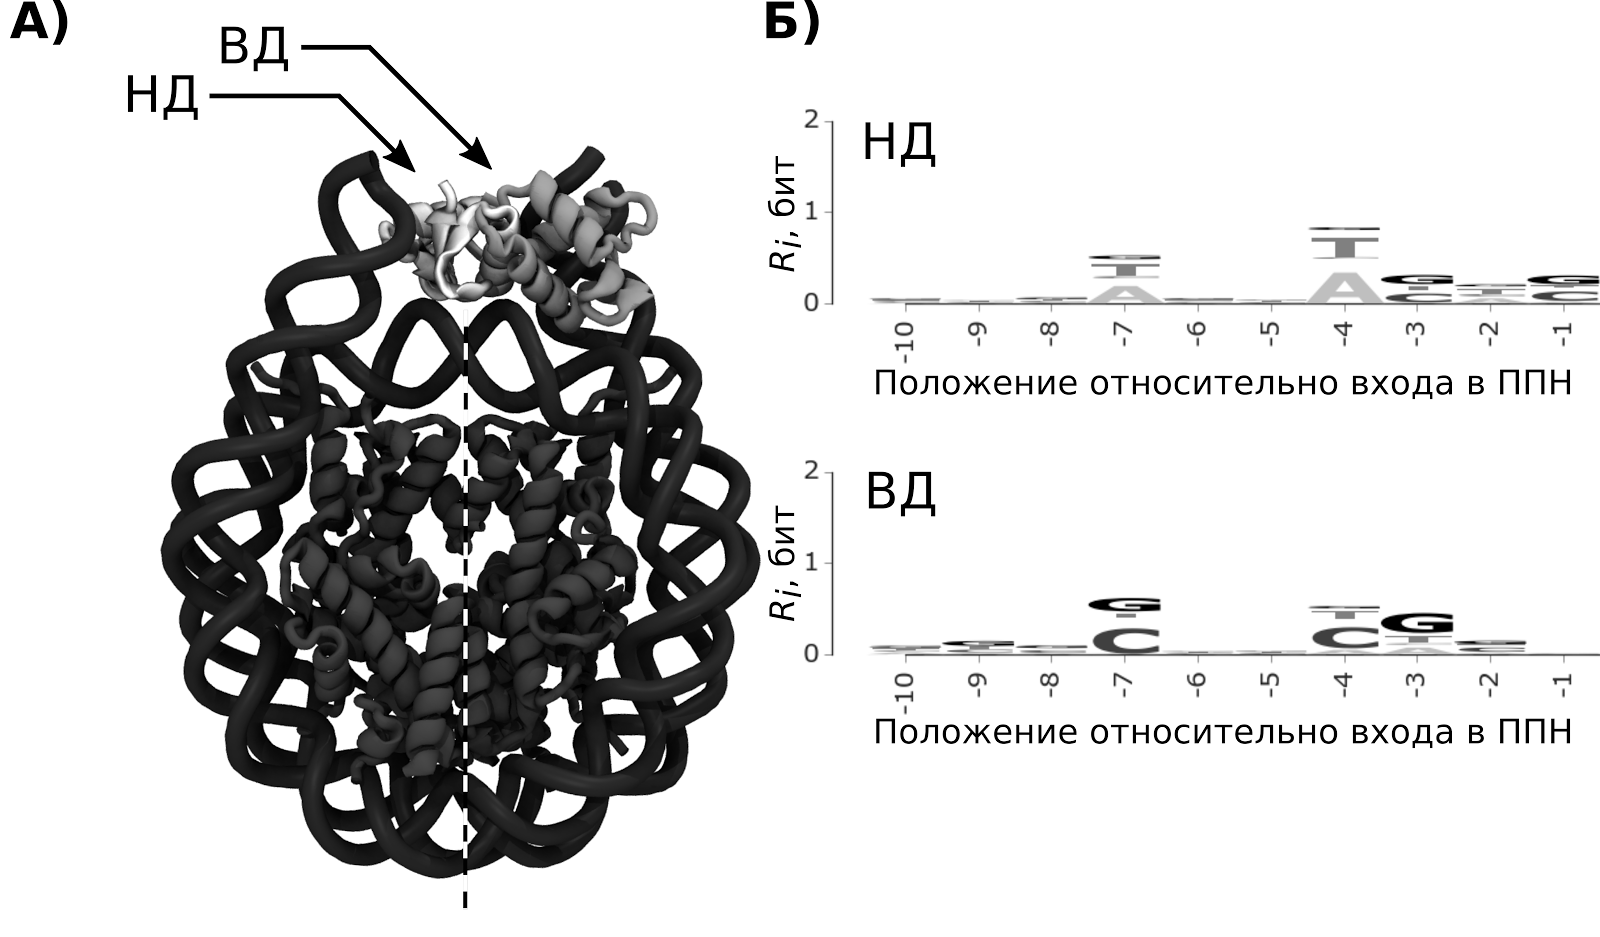 А)
ВД
НД
Б)
НД
Ri, бит
2
1
0
A T G
A T
C T G
C G
-10 -9 -8 -7 -6 -5 -4 -3 -2 -1
Положение относительно входа в ППН
ВД
Ri, бит
2
1
0
C T G
C T
A T G
-10 -9 -8 -7 -6 -5 -4 -3 -2 -1
Положение относительно входа в ППН